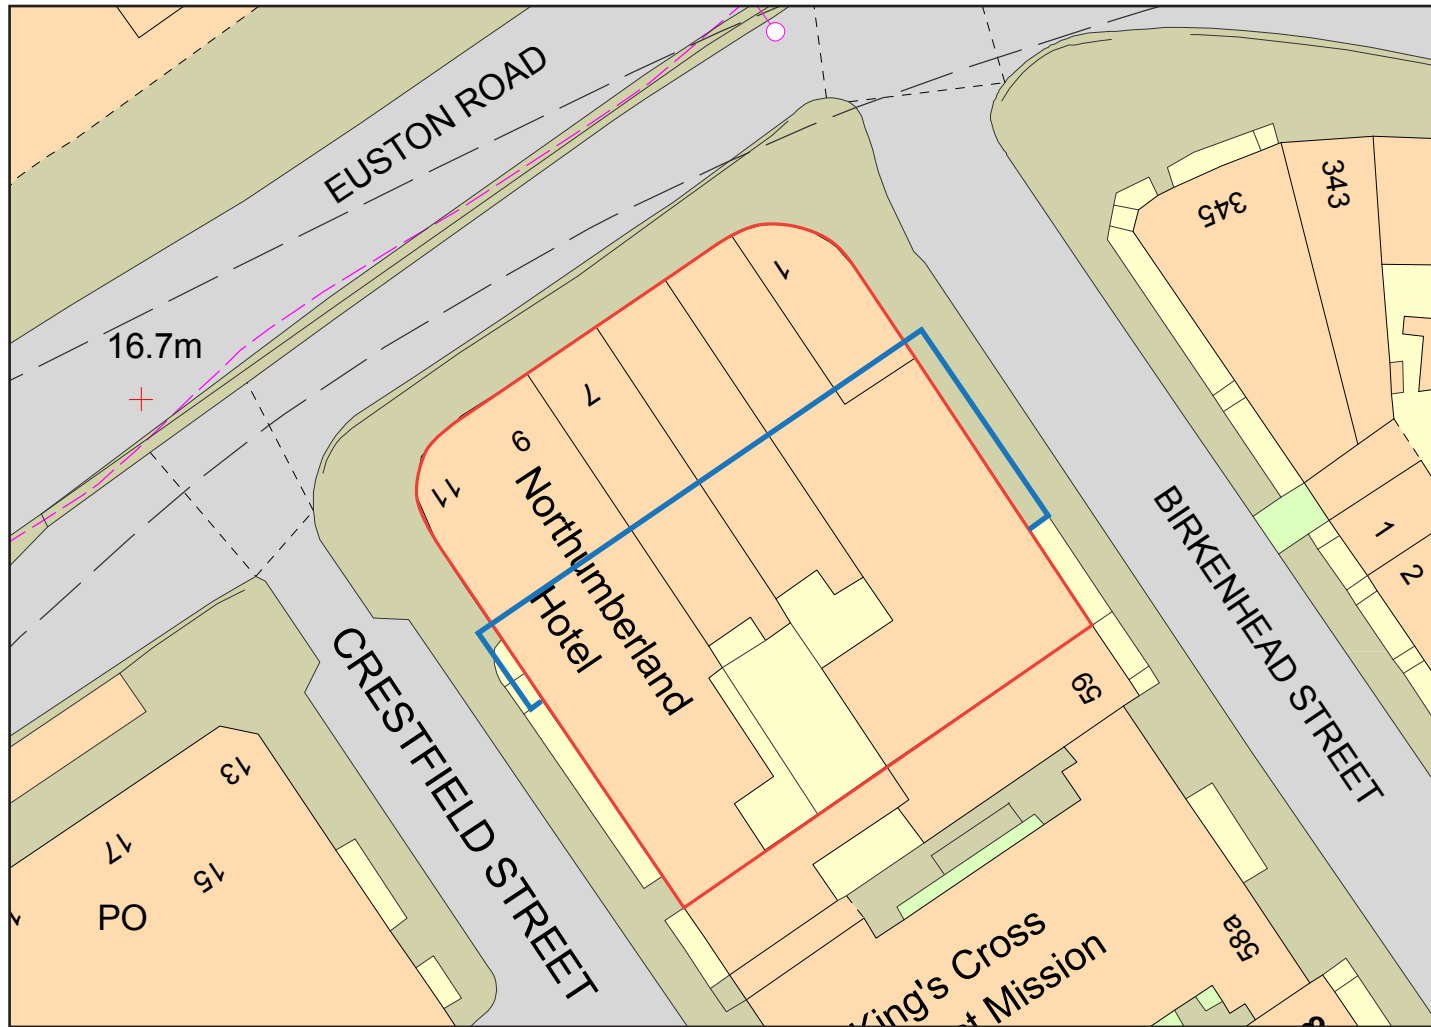 EUSTON ROAD
16.7m
345
343
1
7
9
11
Northumberland
Hotel
BIRKENHEAD STREET
1
2
59
CRESTFIELD STREET
13
17
15
PO
King's Cross
t Mission
58a